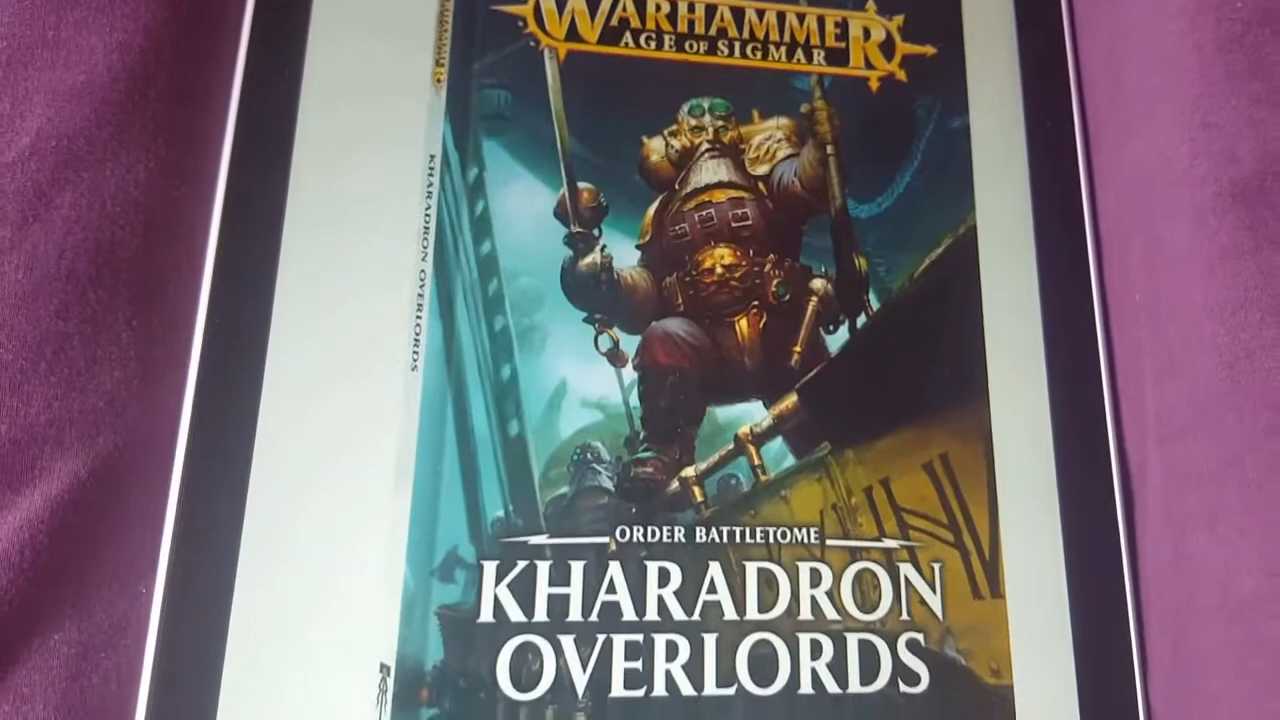 WARHAMMER
AGE OF SIGMAR
KHARADRON OVERLORDS
ORDER BATTLETOME
KHARADRON
OVERLORDS